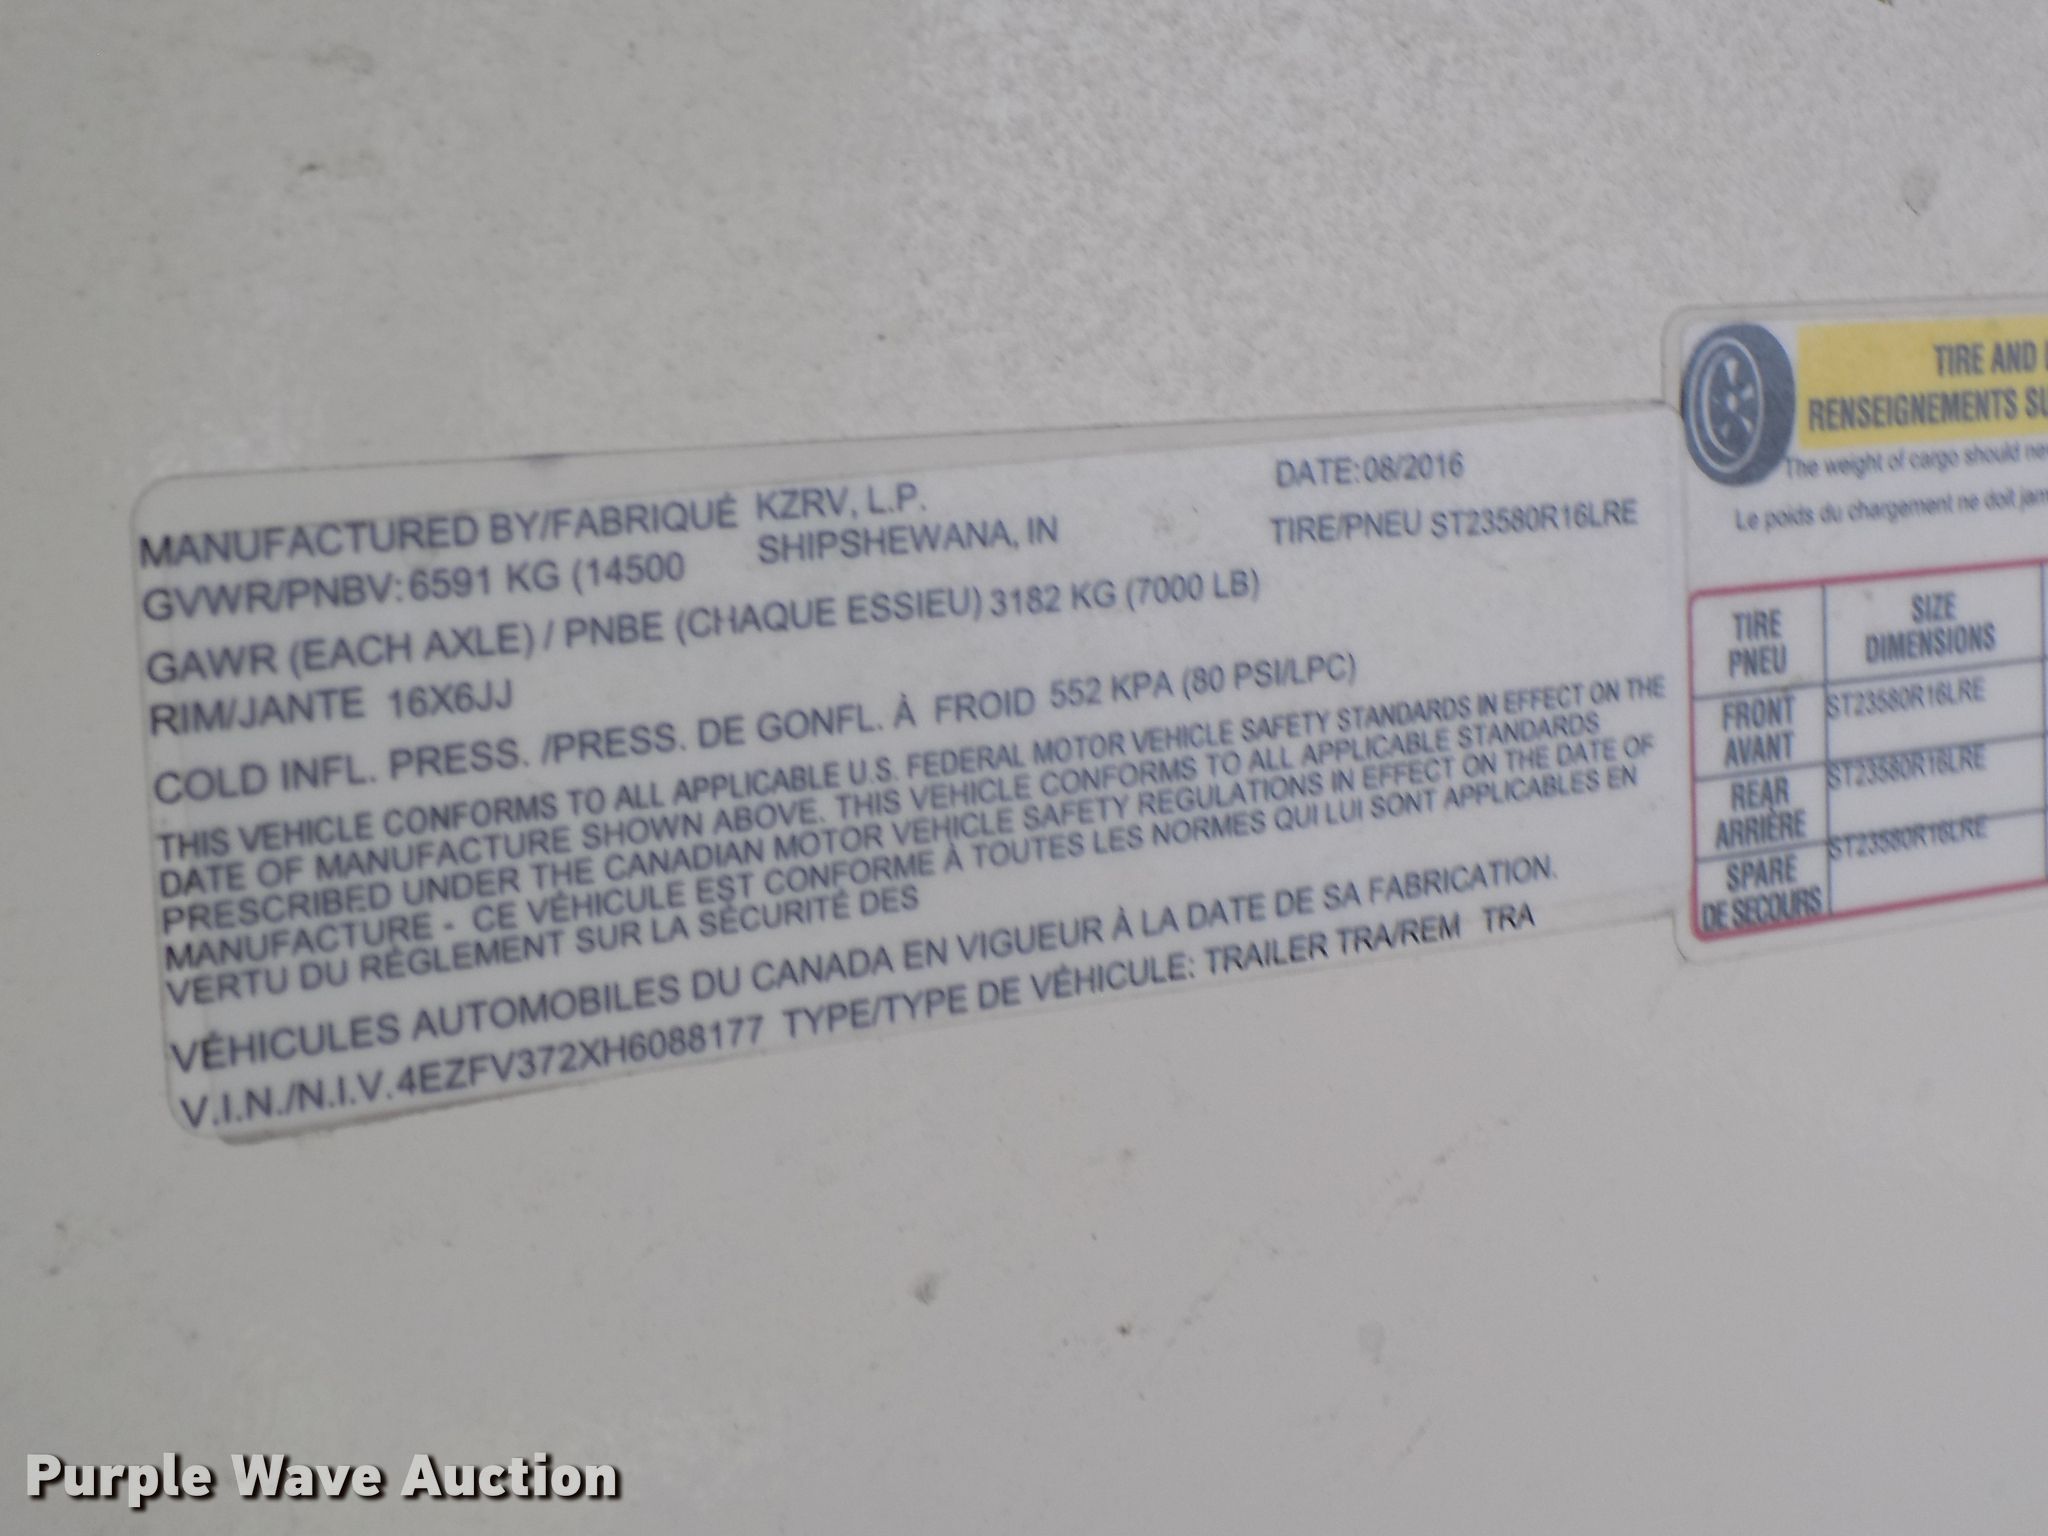 MANUFACTURED BY/FABRIQUÉ KZRV, L.P. DATE:08/2016
GVWR/PNBV: 6591 KG (14500 SHIPSHEWANA, IN TIRE/PNEU ST23580R16LRE
GAWR (EACH AXLE) / PNBE (CHAQUE ESSIEU) 3182 KG (7000 LB)
RIM/JANTE 16X6JJ
COLD INFL. PRESS. /PRESS. DE GONFL. À FROID 552 KPA (80 PSI/LPC)
THIS VEHICLE CONFORMS TO ALL APPLICABLE U.S. FEDERAL MOTOR VEHICLE SAFETY STANDARDS IN EFFECT ON THE
DATE OF MANUFACTURE SHOWN ABOVE. THIS VEHICLE CONFORMS TO ALL APPLICABLE STANDARDS
PRESCRIBED UNDER THE CANADIAN MOTOR VEHICLE SAFETY REGULATIONS IN EFFECT ON THE DATE OF
MANUFACTURE - CE VÉHICULE EST CONFORME À TOUTES LES NORMES QUI LUI SONT APPLICABLES EN
VERTU DU RÈGLEMENT SUR LA SÉCURITÉ DES
VÉHICULES AUTOMOBILES DU CANADA EN VIGUEUR À LA DATE DE SA FABRICATION.
V.I.N./N.I.V. 4EZFV372XH6088177 TYPE/TYPE DE VÉHICULE: TRAILER TRA/REM TRA
TIRE AND
RENSEIGNEMENTS SU
The weight of cargo should ne
Le poids du chargement ne doit jam
TIRE SIZE
PNEU DIMENSIONS
FRONT ST23580R16LRE
AVANT
REAR ST23580R16LRE
ARRIÈRE
SPARE ST23580R16LRE
DE SECOURS
Purple Wave Auction